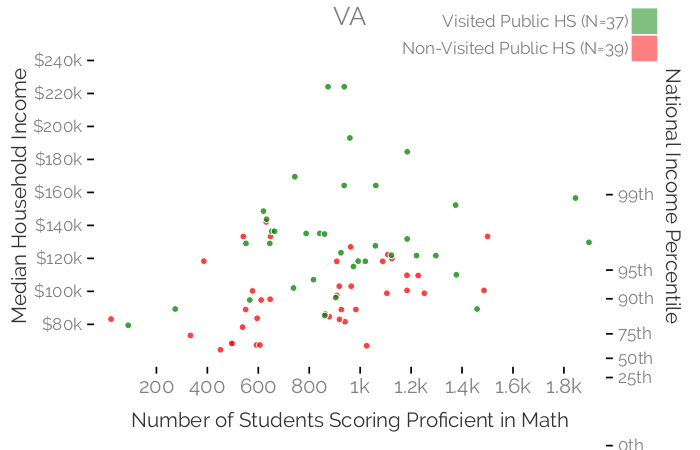 VA
Visited Public HS (N=37)
Non-Visited Public HS (N=39)
Median Household Income
$240k
$220k
$200k
$180k
$160k
$140k
$120k
$100k
$80k
National Income Percentile
99th
95th
90th
75th
50th
25th
0th
200 400 600 800 1k 1.2k 1.4k 1.6k 1.8k
Number of Students Scoring Proficient in Math